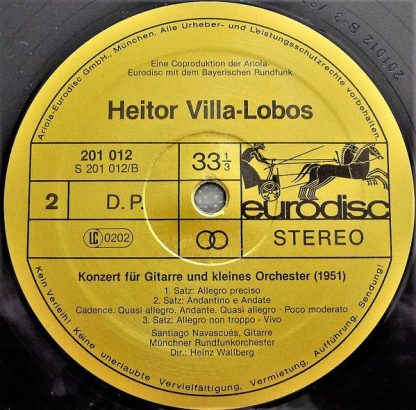 Ariola-Eurodisc GmbH., München. Alle Urheber- und Leistungsschutzrechte vorbehalten.
201012 B-3
Eine Coproduktion der Ariola-
Eurodisc mit dem Bayerischen Rundfunk
Heitor Villa-Lobos
201 012
S 201 012/B
33 1/3
2
D. P.
eurodisc
LC 0202
STEREO
Konzert für Gitarre und kleines Orchester (1951)
1. Satz: Allegro preciso
2. Satz: Andantino e Andate
Cadence. Quasi allegro. Andante. Quasi allegro · Poco moderato
3. Satz: Allegro non troppo - Vivo
Santiago Navascués, Gitarre
Münchner Rundfunkorchester
Dir.: Heinz Wallberg
Kein Verleih! Keine unerlaubte Vervielfältigung, Vermietung, Aufführung, Sendung!